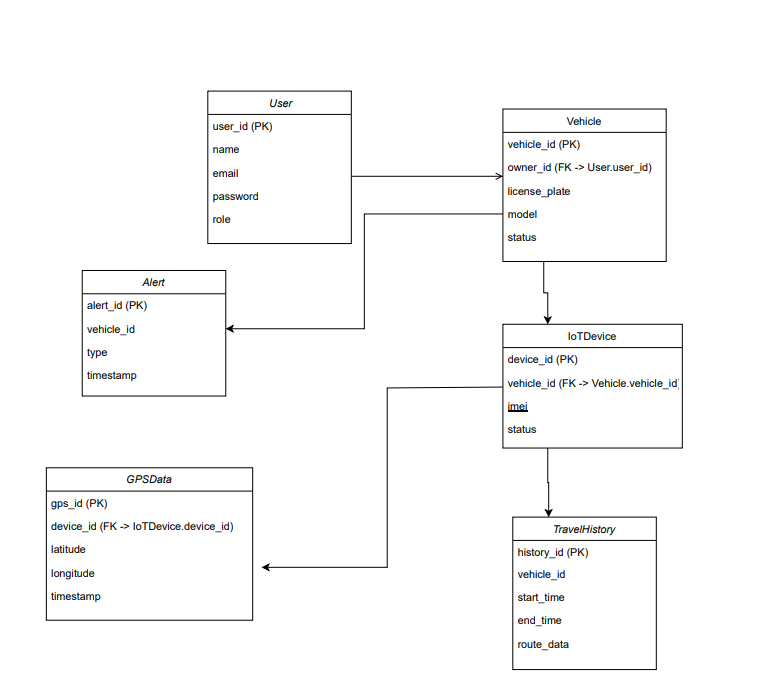 User
user_id (PK)
name
email
password
role
Vehicle
vehicle_id (PK)
owner_id (FK -> User.user_id)
license_plate
model
status
Alert
alert_id (PK)
vehicle_id
type
timestamp
IoTDevice
device_id (PK)
vehicle_id (FK -> Vehicle.vehicle_id)
imei
status
GPSData
gps_id (PK)
device_id (FK -> IoTDevice.device_id)
latitude
longitude
timestamp
TravelHistory
history_id (PK)
vehicle_id
start_time
end_time
route_data